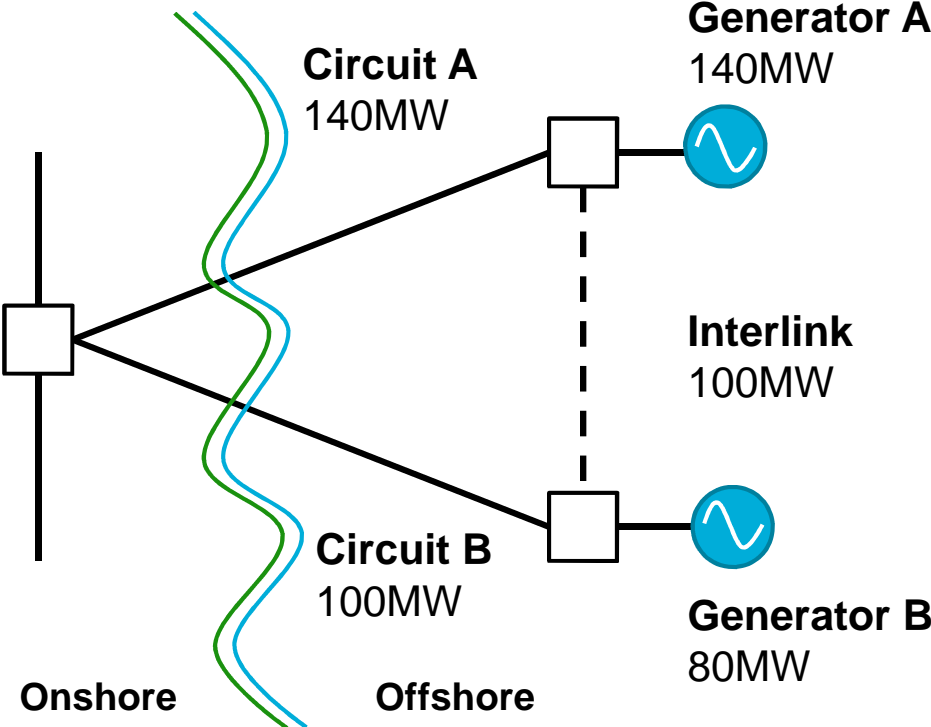 Generator A
140MW
Circuit A
140MW
Interlink
100MW
Circuit B
100MW
Generator B
80MW
Onshore
Offshore